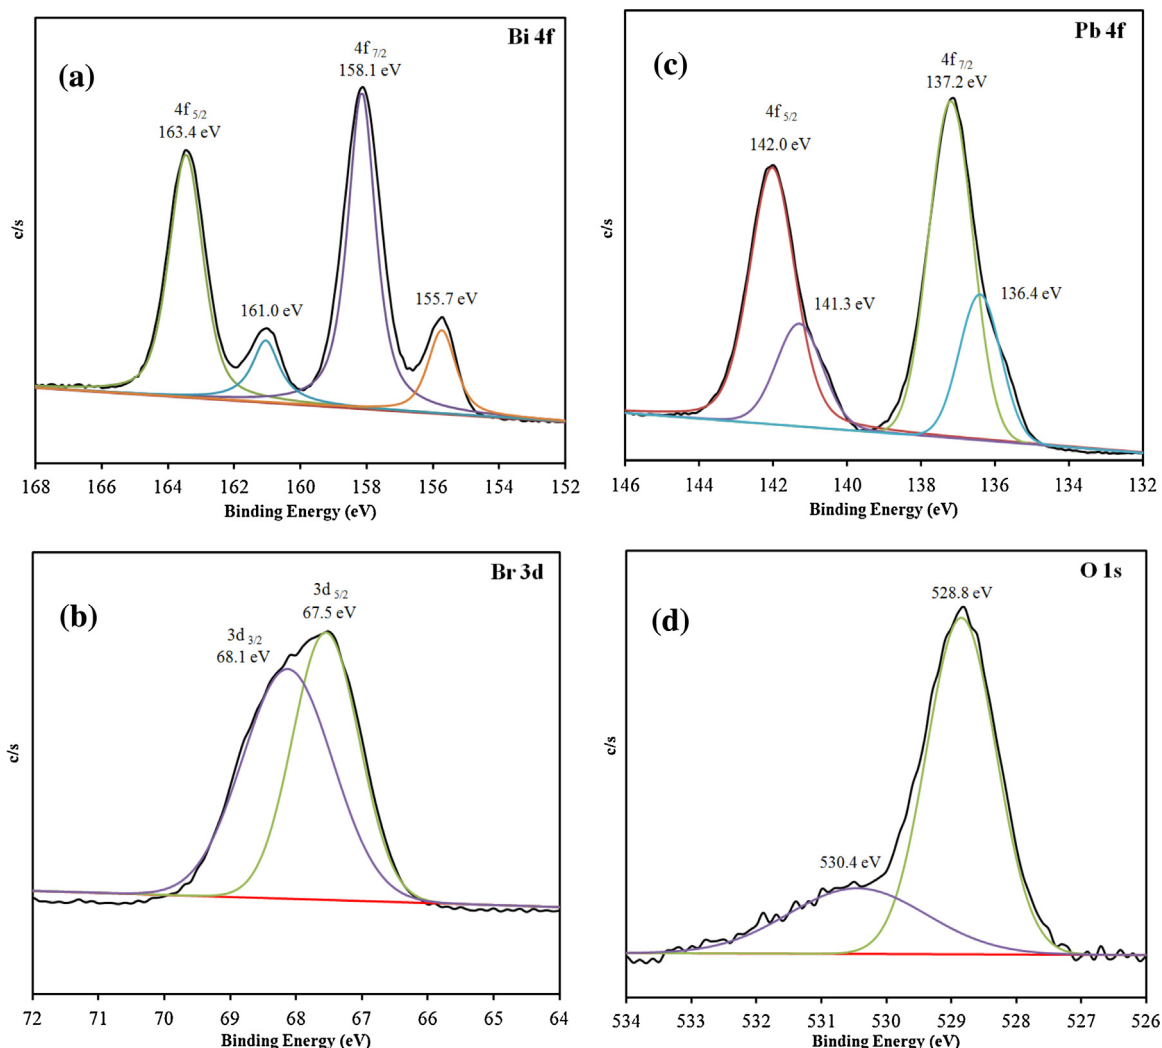 Bi 4f
(a)
4f 7/2
158.1 eV
4f 5/2
163.4 eV
161.0 eV
155.7 eV
c/s
168 166 164 162 160 158 156 154 152
Binding Energy (eV)
Pb 4f
(c)
4f 7/2
137.2 eV
4f 5/2
142.0 eV
141.3 eV
136.4 eV
c/s
146 144 142 140 138 136 134 132
Binding Energy (eV)
Br 3d
(b)
3d 5/2
67.5 eV
3d 3/2
68.1 eV
c/s
72 71 70 69 68 67 66 65 64
Binding Energy (eV)
O 1s
(d)
528.8 eV
530.4 eV
c/s
534 533 532 531 530 529 528 527 526
Binding Energy (eV)